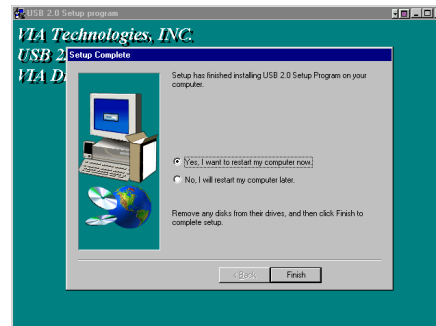 USB 2.0 Setup program
VIA Technologies, INC.
USB 2
VIA D
Setup Complete
Setup has finished installing USB 2.0 Setup Program on your
computer.
Yes, I want to restart my computer now.
No, I will restart my computer later.
Remove any disks from their drives, and then click Finish to
complete setup.
< Back
Finish